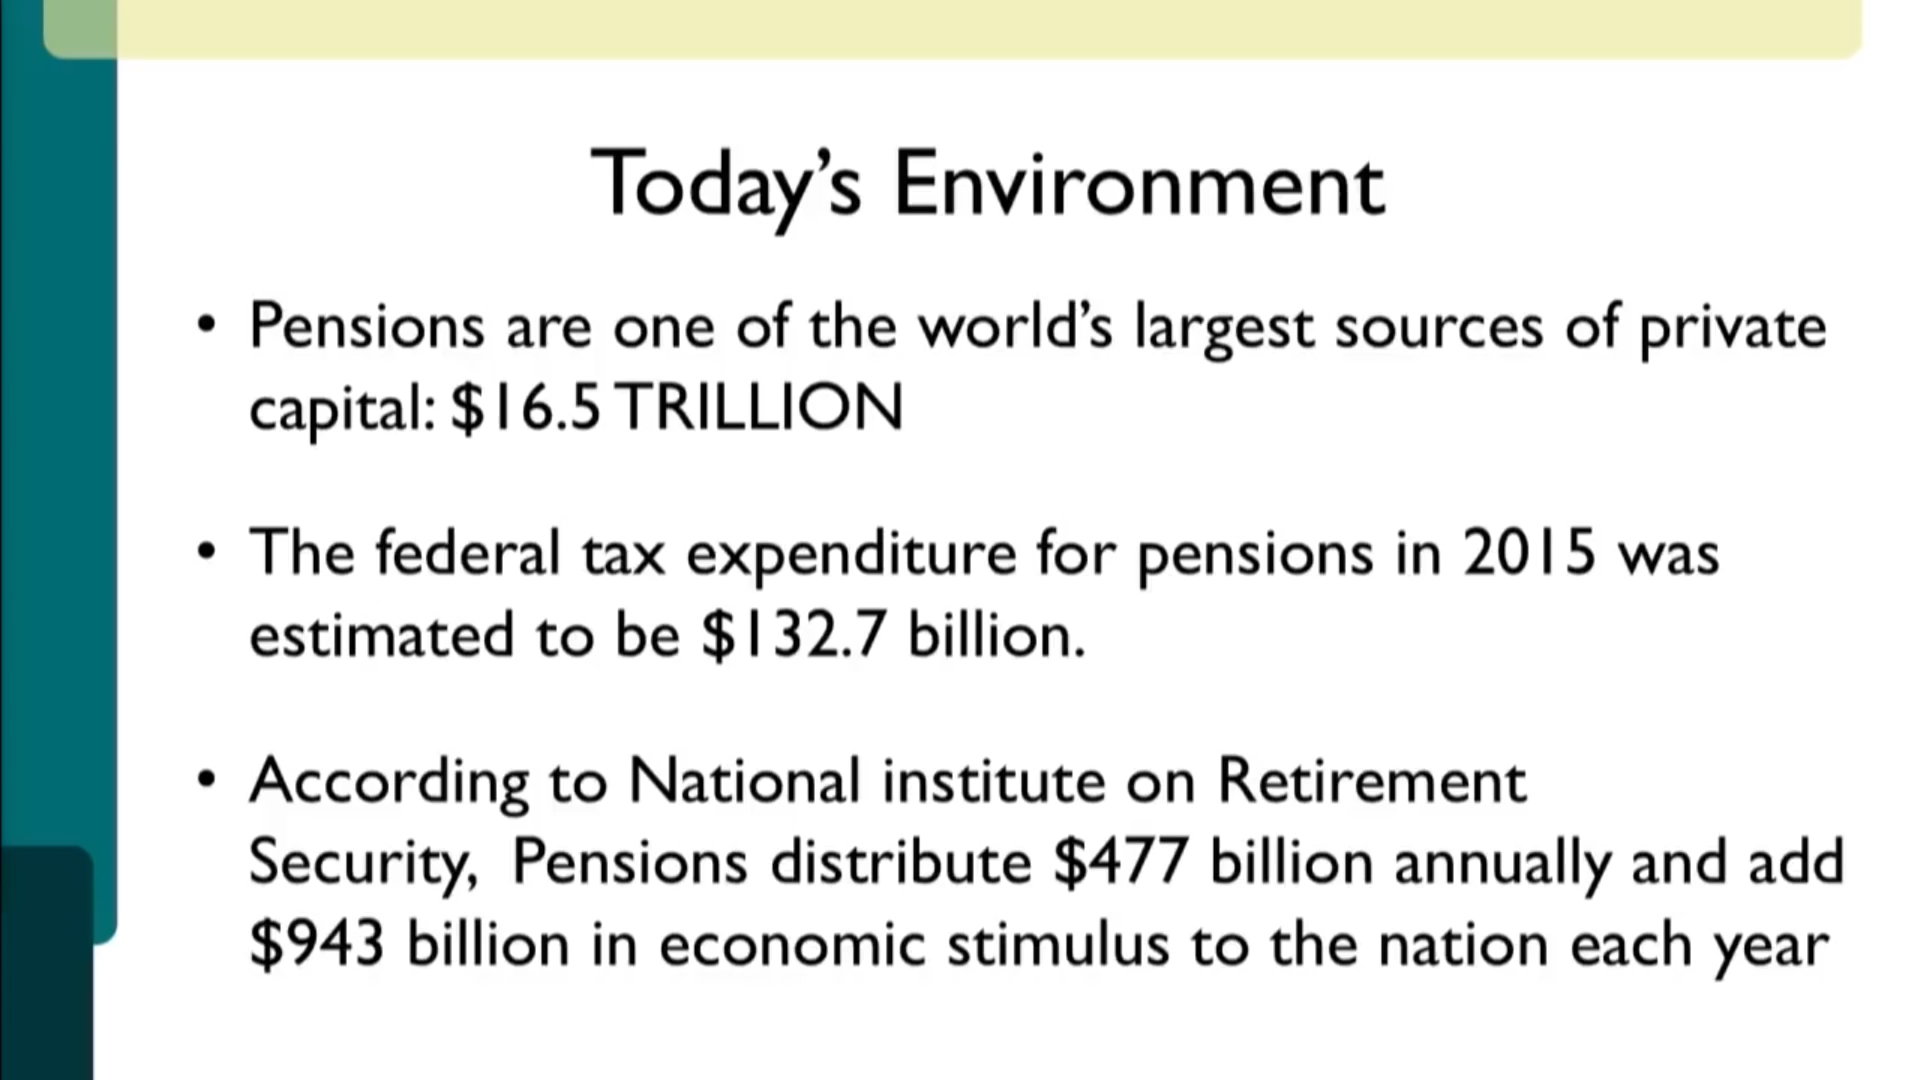 Today’s Environment
• Pensions are one of the world’s largest sources of private
capital: $16.5 TRILLION
• The federal tax expenditure for pensions in 2015 was
estimated to be $132.7 billion.
• According to National institute on Retirement
Security,  Pensions distribute $477 billion annually and add
$943 billion in economic stimulus to the nation each year